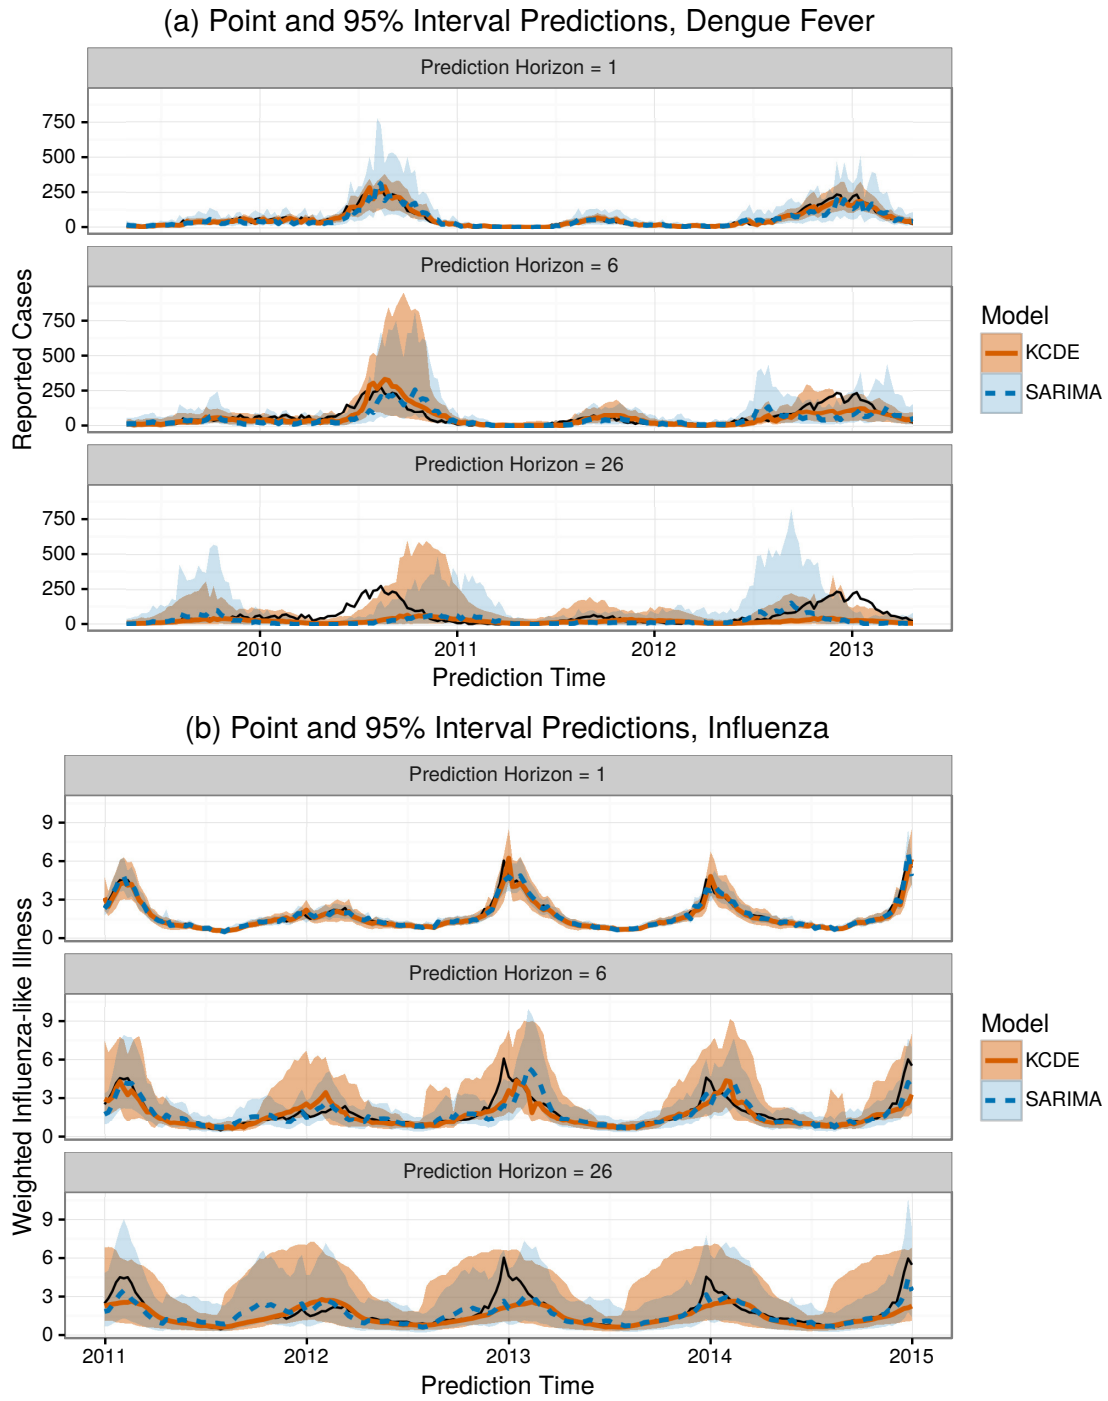 (a) Point and 95% Interval Predictions, Dengue Fever
Prediction Horizon = 1
750
500
250
0
Prediction Horizon = 6
750
500
250
0
Prediction Horizon = 26
750
500
250
0
Reported Cases
2010
2011
2012
2013
Prediction Time
Model
KCDE
SARIMA
(b) Point and 95% Interval Predictions, Influenza
Prediction Horizon = 1
9
6
3
0
Prediction Horizon = 6
9
6
3
0
Prediction Horizon = 26
9
6
3
0
Weighted Influenza-like Illness
2011
2012
2013
2014
2015
Prediction Time
Model
KCDE
SARIMA